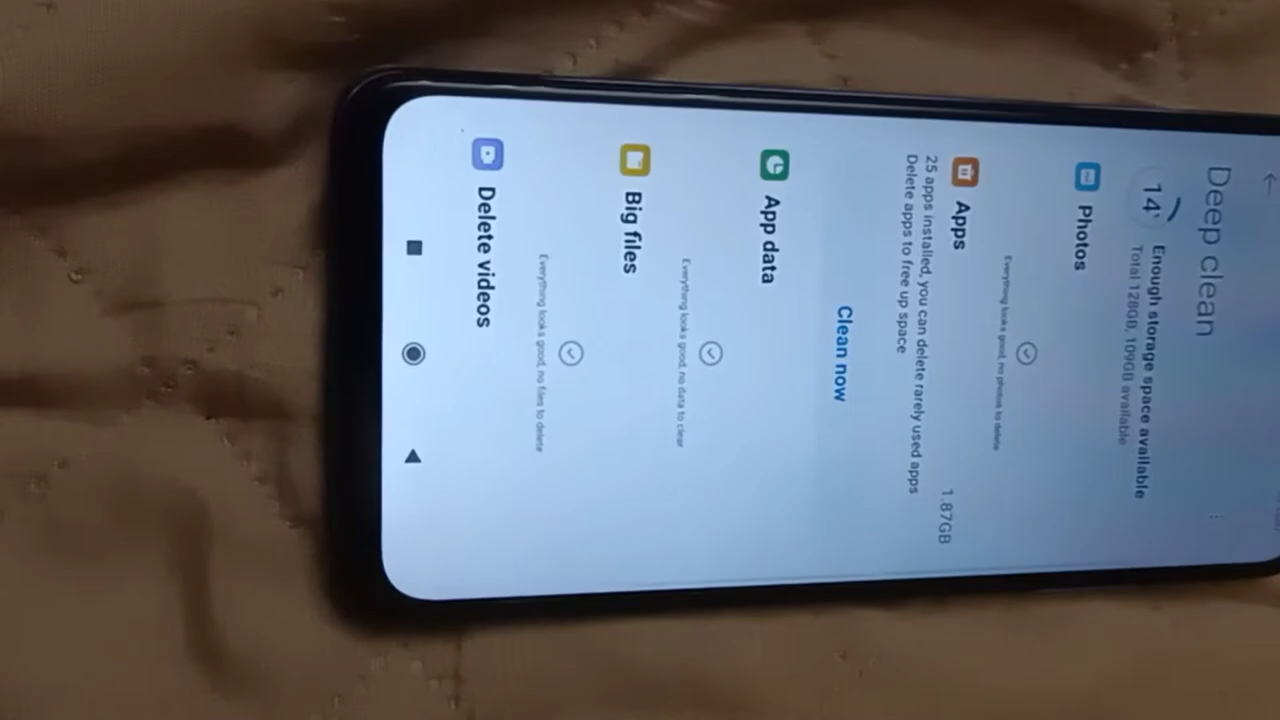 Deep clean
14%
Enough storage space available
Total 128GB, 109GB available
Photos
Everything looks good, no photos to delete
Apps
1.87GB
25 apps installed, you can delete rarely used apps
Delete apps to free up space
Clean now
App data
Everything looks good, no data to clear
Big files
Everything looks good, no files to delete
Delete videos